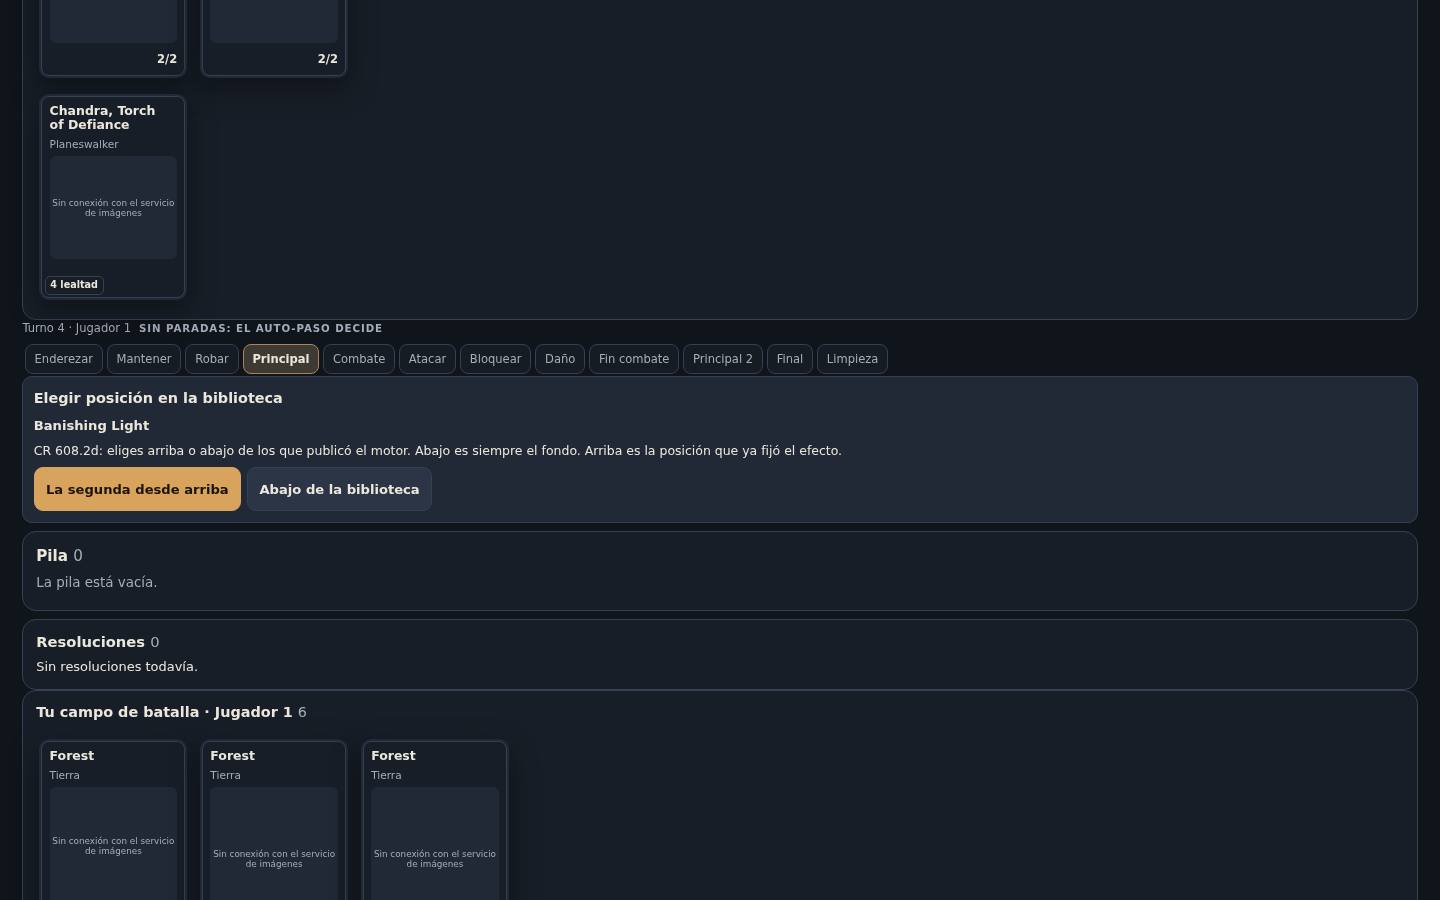 2/2
2/2
Chandra, Torch
of Defiance
Planeswalker
Sin conexión con el servicio
de imágenes
4 lealtad
Turno 4 · Jugador 1 SIN PARADAS: EL AUTO-PASO DECIDE
Enderezar Mantener Robar Principal Combate Atacar Bloquear Daño Fin combate Principal 2 Final Limpieza
Elegir posición en la biblioteca
Banishing Light
CR 608.2d: eliges arriba o abajo de los que publicó el motor. Abajo es siempre el fondo. Arriba es la posición que ya fijó el efecto.
La segunda desde arriba Abajo de la biblioteca
Pila 0
La pila está vacía.
Resoluciones 0
Sin resoluciones todavía.
Tu campo de batalla · Jugador 1 6
Forest
Tierra
Sin conexión con el servicio
de imágenes
Forest
Tierra
Sin conexión con el servicio
de imágenes
Forest
Tierra
Sin conexión con el servicio
de imágenes